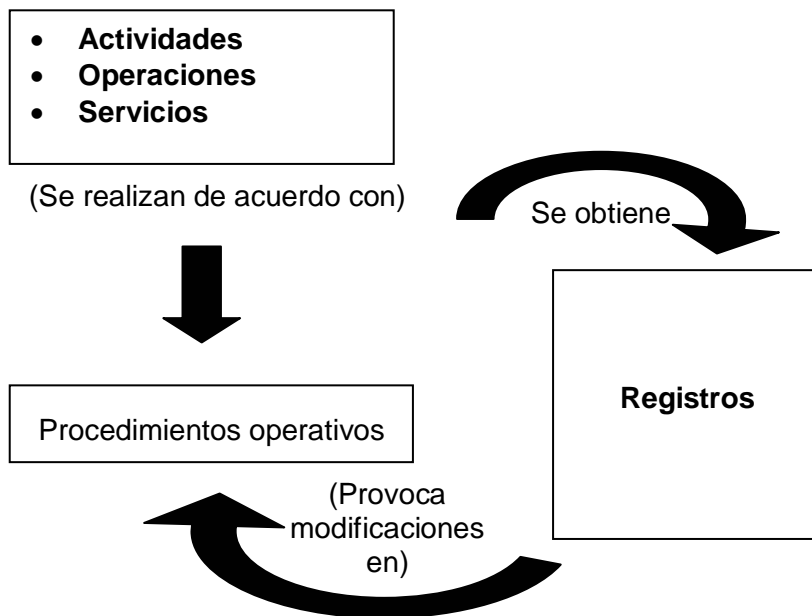 • Actividades
• Operaciones
• Servicios
(Se realizan de acuerdo con)
Se obtiene
Registros
Procedimientos operativos
(Provoca
modificaciones
en)